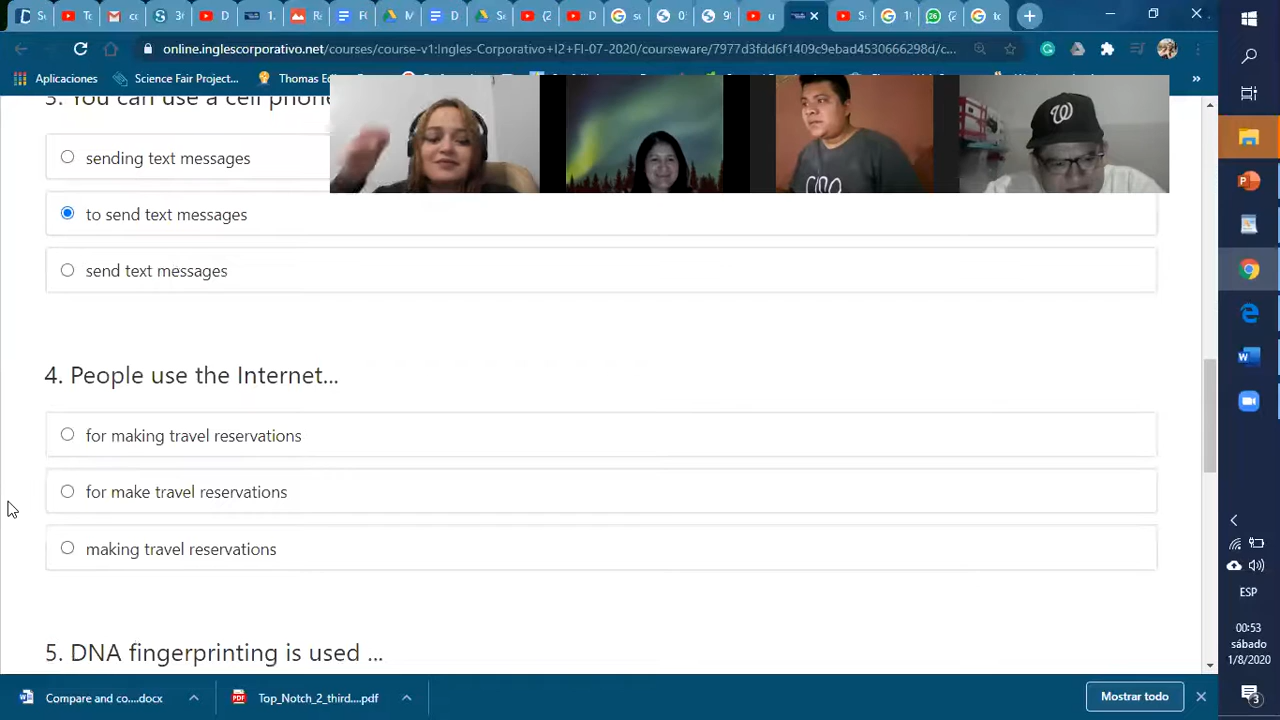 online.inglescorporativo.net/courses/course-v1:Ingles-Corporativo+I2+FI-07-2020/courseware/7977d3fdd6f1409c9ebad4530666298d/c...
Aplicaciones
Science Fair Project...
Thomas Ed
»
3. You can use a cell phone
sending text messages
to send text messages
send text messages
4. People use the Internet...
for making travel reservations
for make travel reservations
making travel reservations
5. DNA fingerprinting is used ...
ESP
00:53
sábado
1/8/2020
3
Compare and co....docx
Top_Notch_2_third....pdf
Mostrar todo